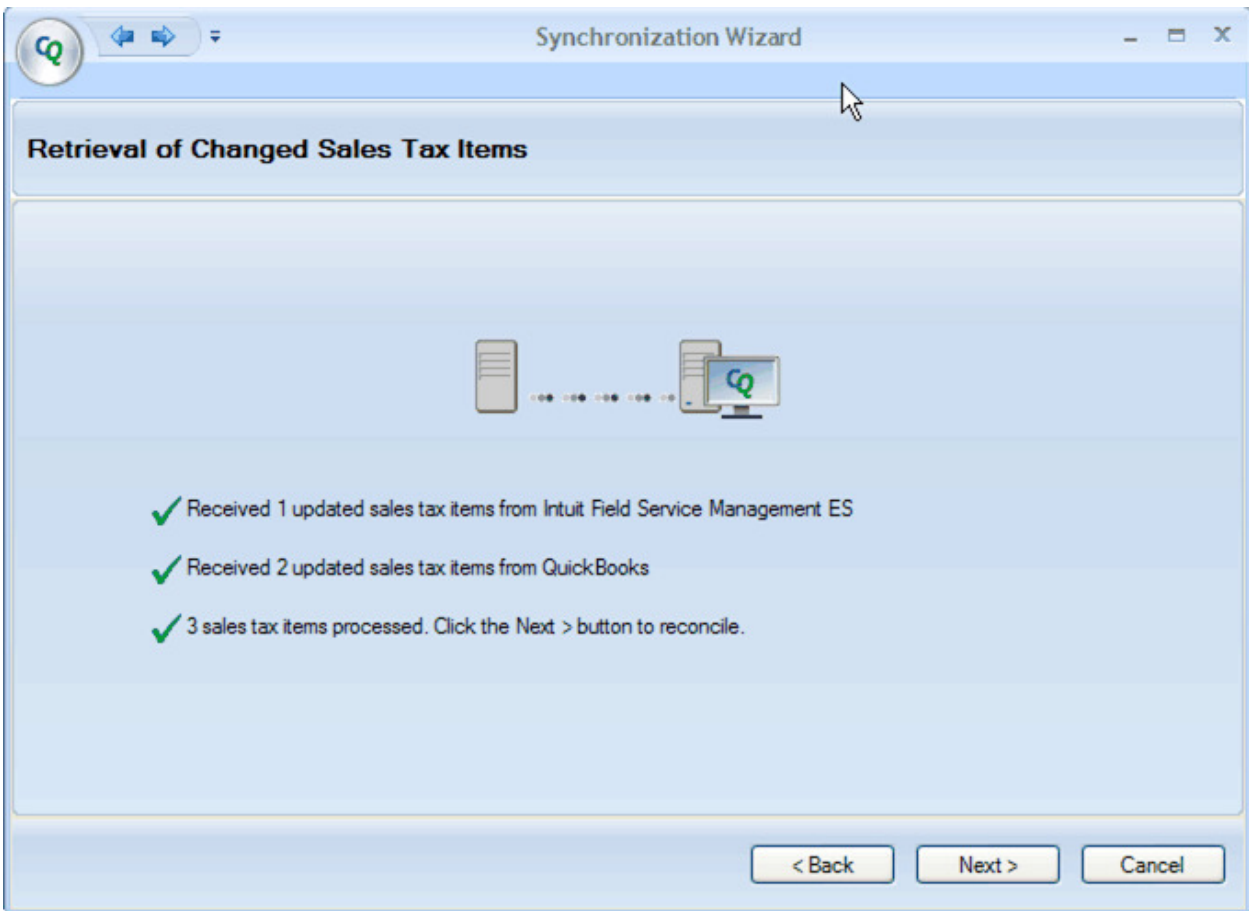 CQ
Synchronization Wizard
Retrieval of Changed Sales Tax Items
CQ
Received 1 updated sales tax items from Intuit Field Service Management ES
Received 2 updated sales tax items from QuickBooks
3 sales tax items processed. Click the Next > button to reconcile.
< Back Next > Cancel